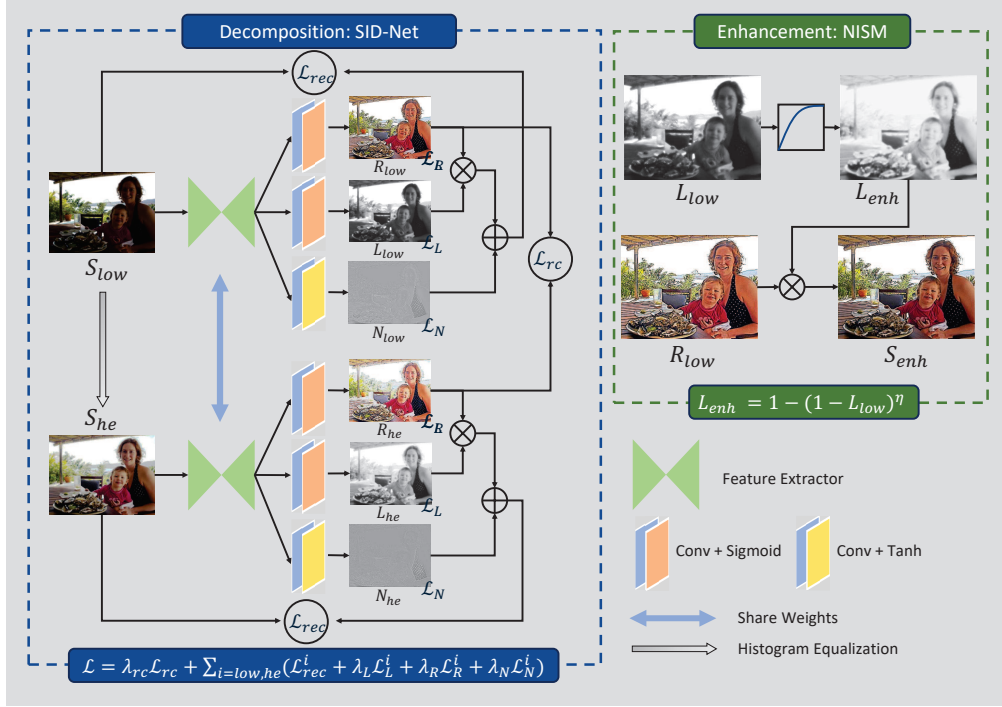 Decomposition: SID-Net
Enhancement: NISM
ℒ_rec
R_low
ℒ_R
S_low
L_low
ℒ_L
N_low
ℒ_N
ℒ_rc
S_he
R_he
ℒ_R
L_he
ℒ_L
N_he
ℒ_N
ℒ_rec
ℒ = λ_rc ℒ_rc + ∑_{i=low,he}(ℒ^i_rec + λ_L ℒ^i_L + λ_R ℒ^i_R + λ_N ℒ^i_N)
L_low
L_enh
R_low
S_enh
L_enh = 1 − (1 − L_low)^η
Feature Extractor
Conv + Sigmoid
Conv + Tanh
Share Weights
Histogram Equalization